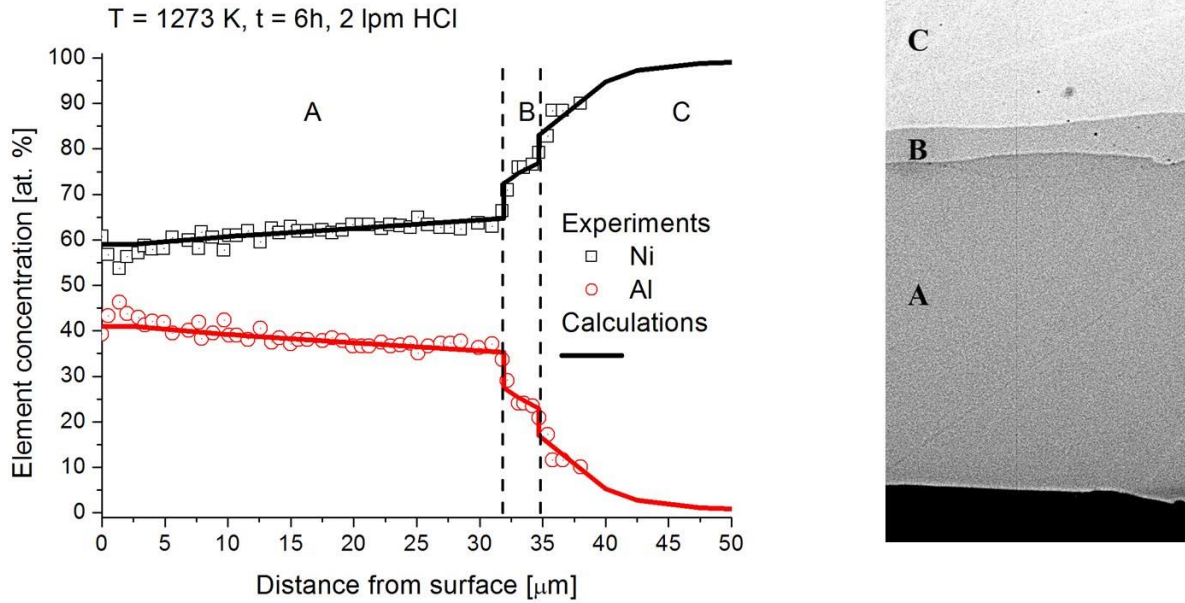 T = 1273 K, t = 6h, 2 lpm HCl
Element concentration [at. %]
100
90
80
70
60
50
40
30
20
10
0
A
B
C
Experiments
Ni
Al
Calculations
0 5 10 15 20 25 30 35 40 45 50
Distance from surface [μm]
C
B
A